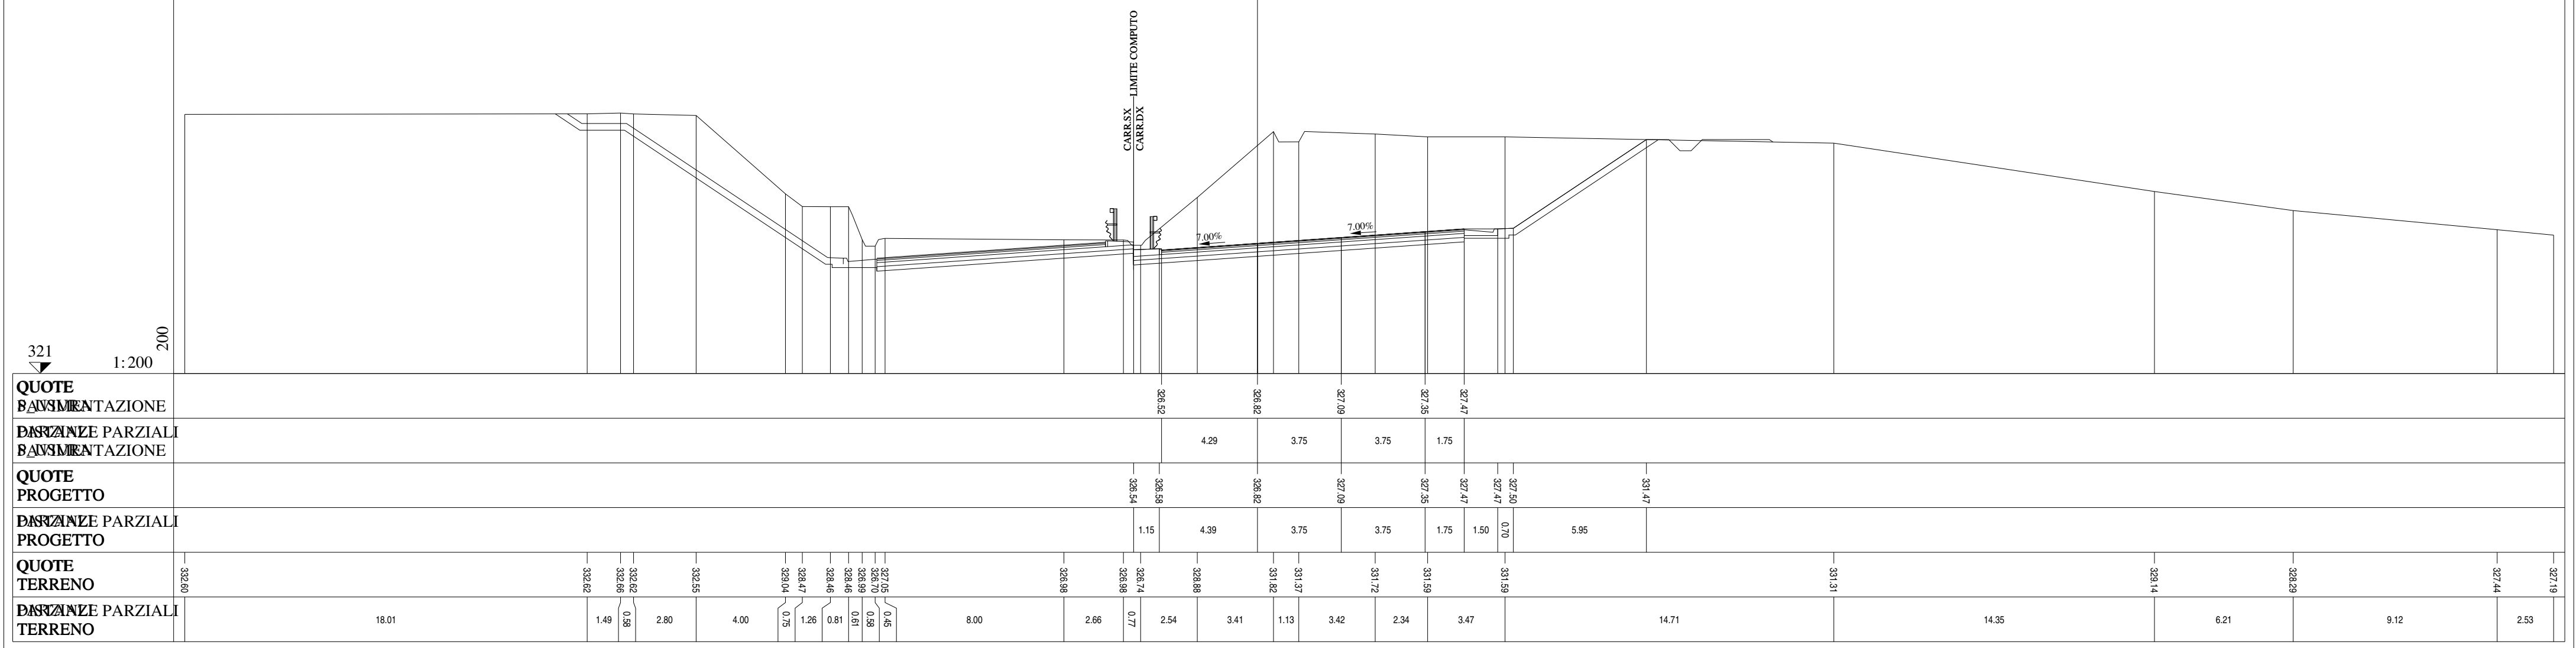 LIMITE COMPUTO
CARR.SX
CARR.DX
7.00%
7.00%
200
321
1:200
QUOTE
PAVIMENTAZIONE
326.52 326.82 327.09 327.35 327.47
PARZIALI
PAVIMENTAZIONE
4.29 3.75 3.75 1.75
QUOTE
PROGETTO
326.54 326.58 326.82 327.09 327.35 327.47 327.47 327.50 331.47
PARZIALI
PROGETTO
1.15 4.39 3.75 3.75 1.75 1.50 0.70 5.95
QUOTE
TERRENO
332.60 332.62 332.66 332.62 332.55 329.04 328.47 328.46 328.46 326.99 326.70 327.05 326.98 326.98 326.74 328.88 331.82 331.37 331.72 331.59 331.59 331.31 329.14 328.29 327.44 327.19
PARZIALI
TERRENO
18.01 1.49 0.58 2.80 4.00 0.75 1.26 0.81 0.61 0.58 0.45 8.00 2.66 0.77 2.54 3.41 1.13 3.42 2.34 3.47 14.71 14.35 6.21 9.12 2.53